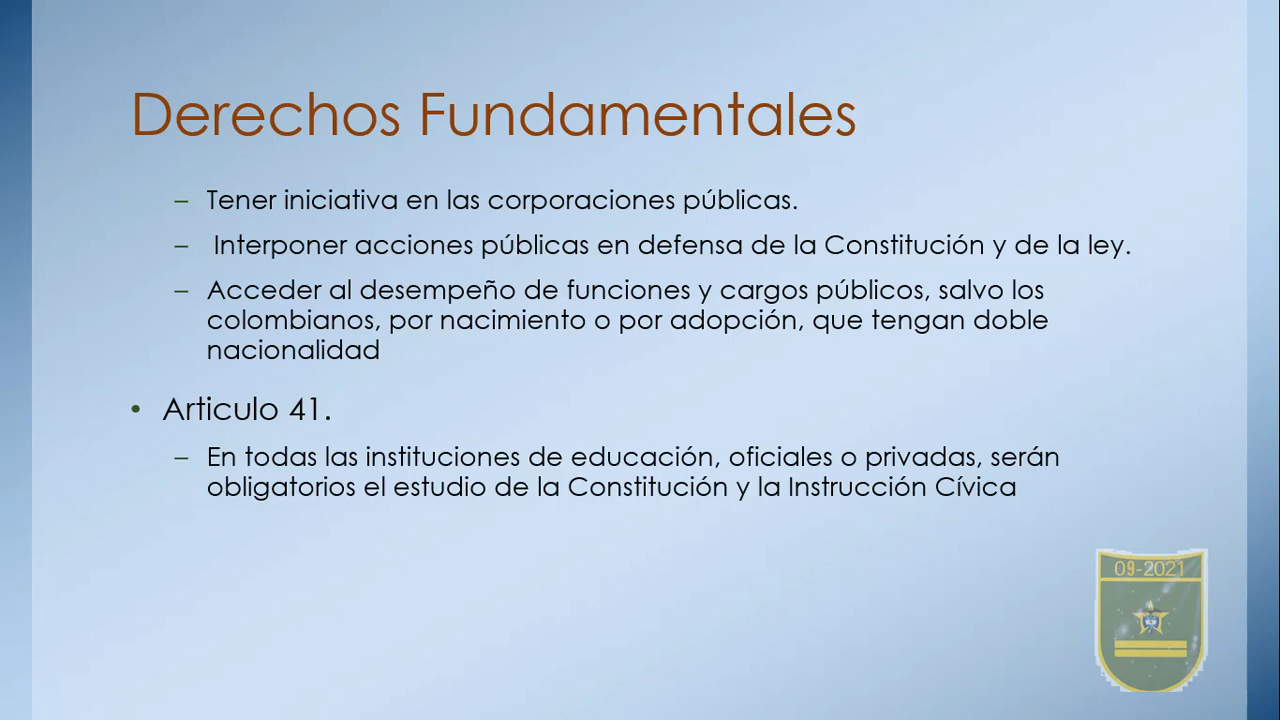 Derechos Fundamentales
– Tener iniciativa en las corporaciones públicas.
– Interponer acciones públicas en defensa de la Constitución y de la ley.
– Acceder al desempeño de funciones y cargos públicos, salvo los
colombianos, por nacimiento o por adopción, que tengan doble
nacionalidad
• Articulo 41.
– En todas las instituciones de educación, oficiales o privadas, serán
obligatorios el estudio de la Constitución y la Instrucción Cívica
09-2021